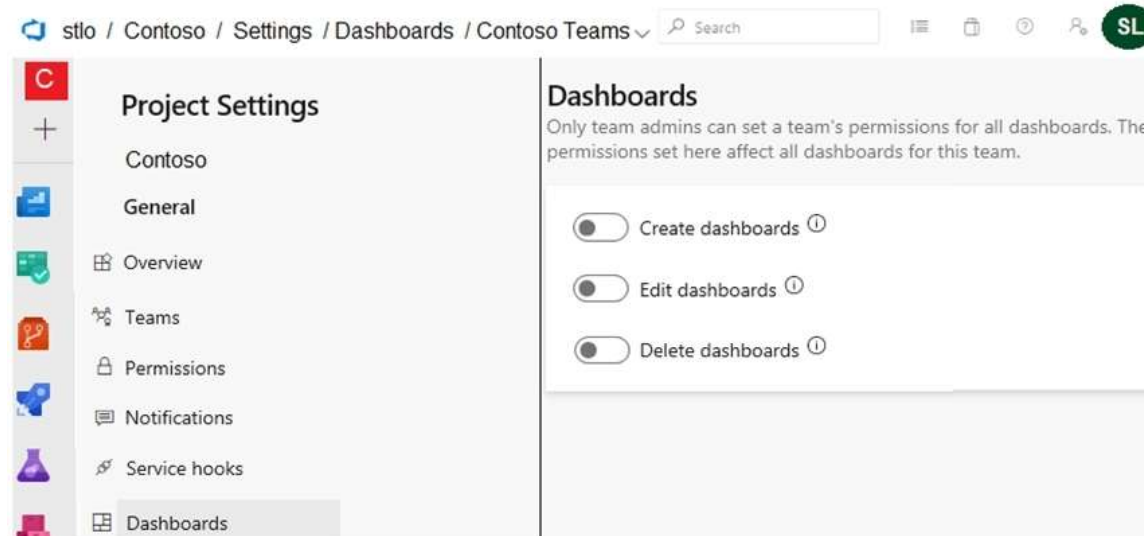 stlo / Contoso / Settings / Dashboards / Contoso Teams Search SL
C
Project Settings
Contoso
General
Overview
Teams
Permissions
Notifications
Service hooks
Dashboards
Dashboards
Only team admins can set a team's permissions for all dashboards. The
permissions set here affect all dashboards for this team.
Create dashboards
Edit dashboards
Delete dashboards